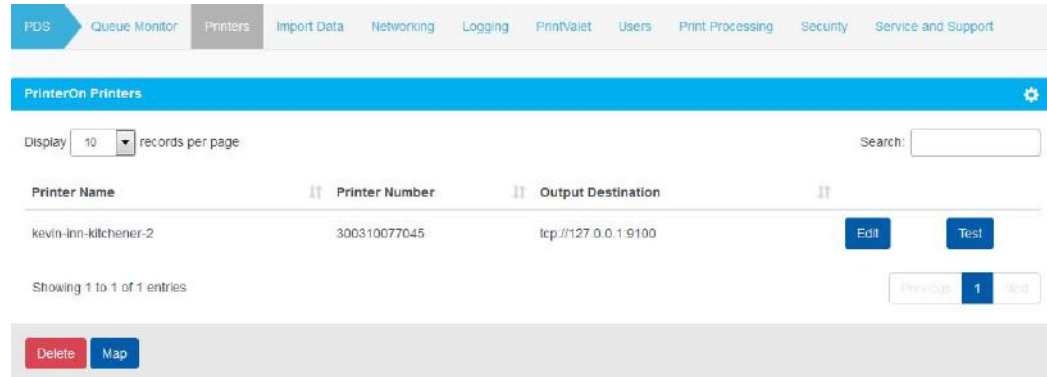 PDS Queue Monitor Printers Import Data Networking Logging PrintValet Users Print Processing Security Service and Support
PrinterOn Printers
Display 10 records per page Search:
Printer Name Printer Number Output Destination
kevin-inn-kitchener-2 300310077045 tcp://127.0.0.1:9100 Edit Test
Showing 1 to 1 of 1 entries Previous 1 Next
Delete Map